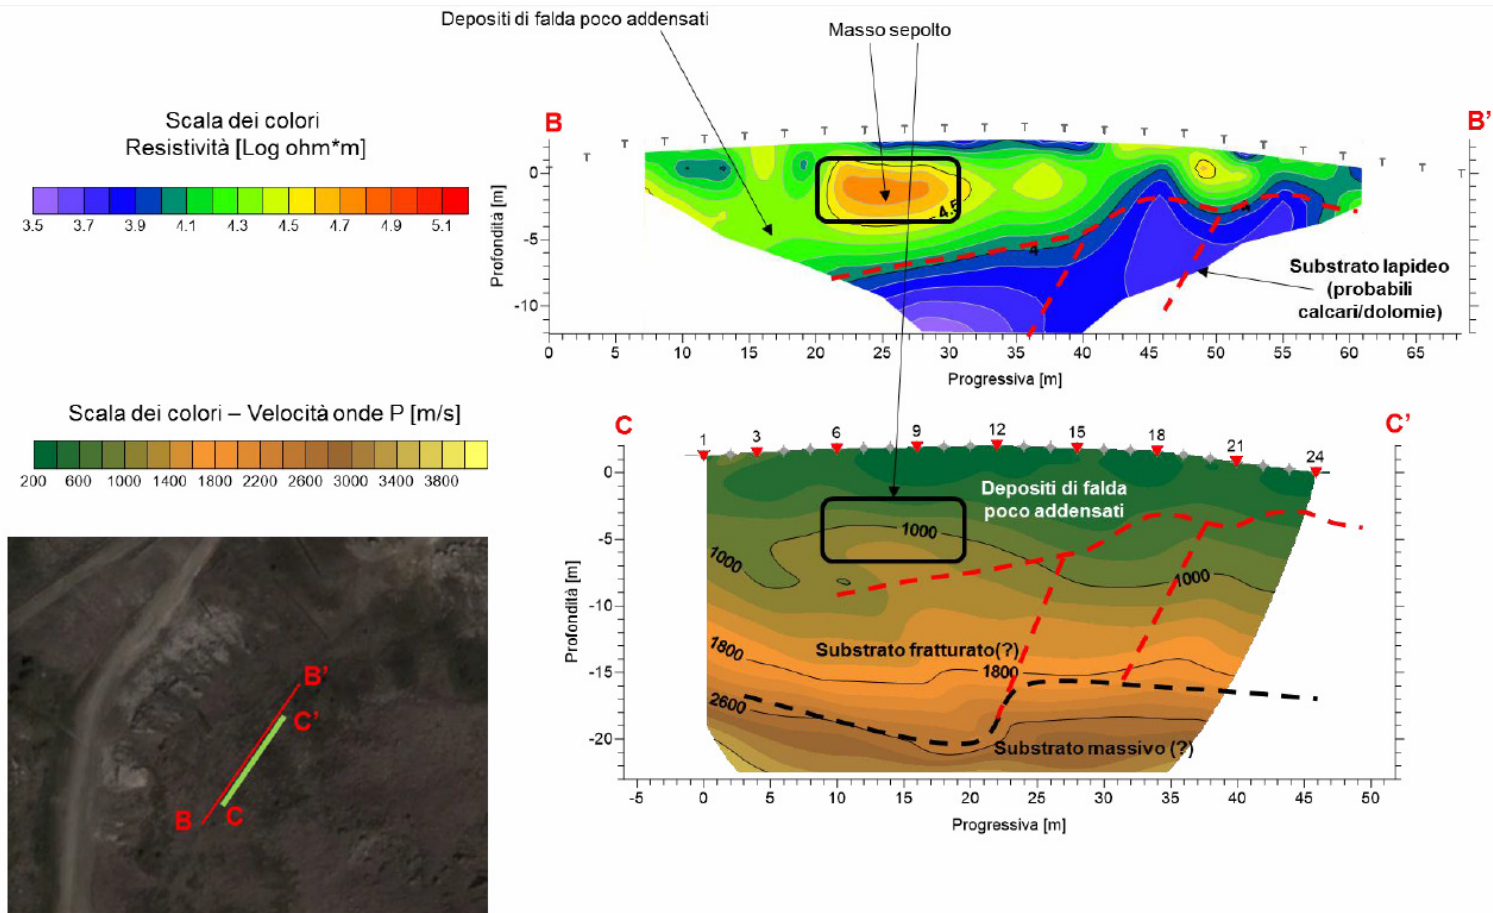 Depositi di falda poco addensati
Masso sepolto
Scala dei colori
Resistività [Log ohm*m]
3.5 3.7 3.9 4.1 4.3 4.5 4.7 4.9 5.1
B
B'
T T T T T T T T T T T T T T T T T T T T T T T
Profondità [m]
0
-5
-10
4.5
4
4
Substrato lapideo
(probabili
calcari/dolomie)
0 5 10 15 20 25 30 35 40 45 50 55 60 65
Progressiva [m]
Scala dei colori – Velocità onde P [m/s]
200 600 1000 1400 1800 2200 2600 3000 3400 3800
C
C'
1 3 6 9 12 15 18 21 24
Profondità [m]
0
-5
-10
-15
-20
Depositi di falda
poco addensati
1000
1000
1000
Substrato fratturato(?)
1800
1800
2600
Substrato massivo (?)
-5 0 5 10 15 20 25 30 35 40 45 50
Progressiva [m]
B'
C'
B
C